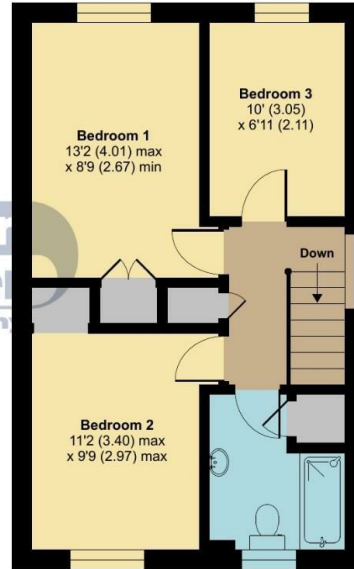 Bedroom 3
10' (3.05)
x 6'11 (2.11)
Bedroom 1
13'2 (4.01) max
x 8'9 (2.67) min
Down
Bedroom 2
11'2 (3.40) max
x 9'9 (2.97) max